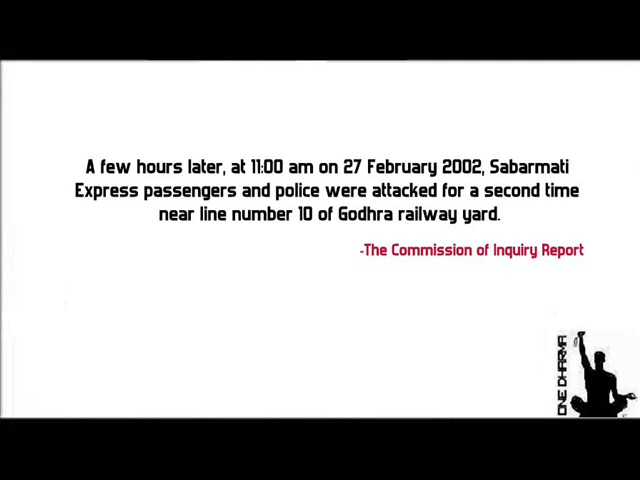 A few hours later, at 11:00 am on 27 February 2002, Sabarmati
Express passengers and police were attacked for a second time
near line number 10 of Godhra railway yard.
-The Commission of Inquiry Report
ONE DHARMA